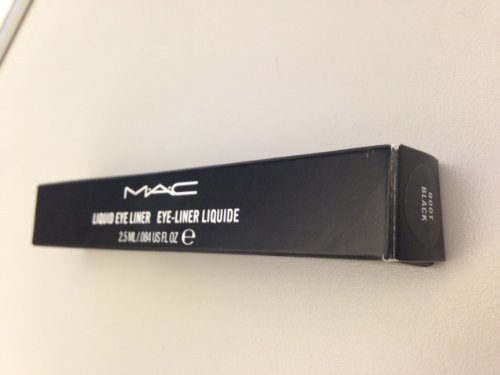 MAC
LIQUID EYE LINER EYE-LINER LIQUIDE
2.5 ML/.084 US FL OZ ℮
BOOT
BLACK